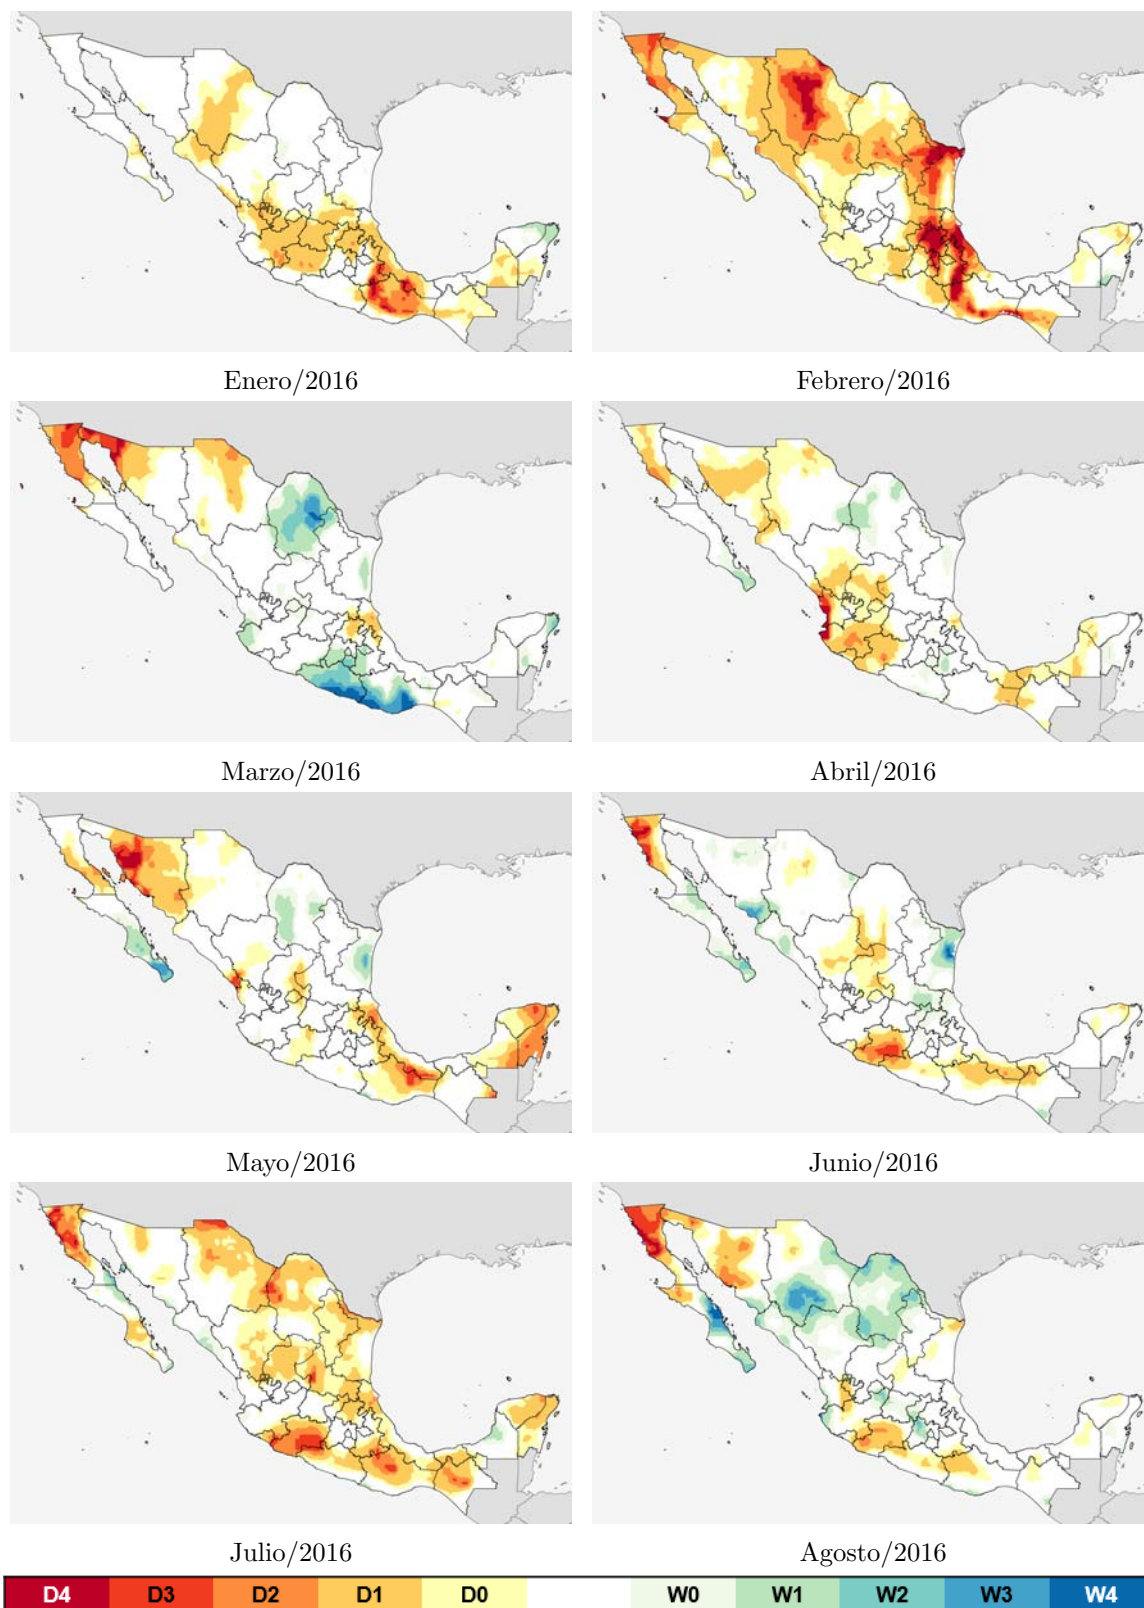 Enero/2016 Febrero/2016
Marzo/2016 Abril/2016
Mayo/2016 Junio/2016
Julio/2016 Agosto/2016
D4 D3 D2 D1 D0 W0 W1 W2 W3 W4